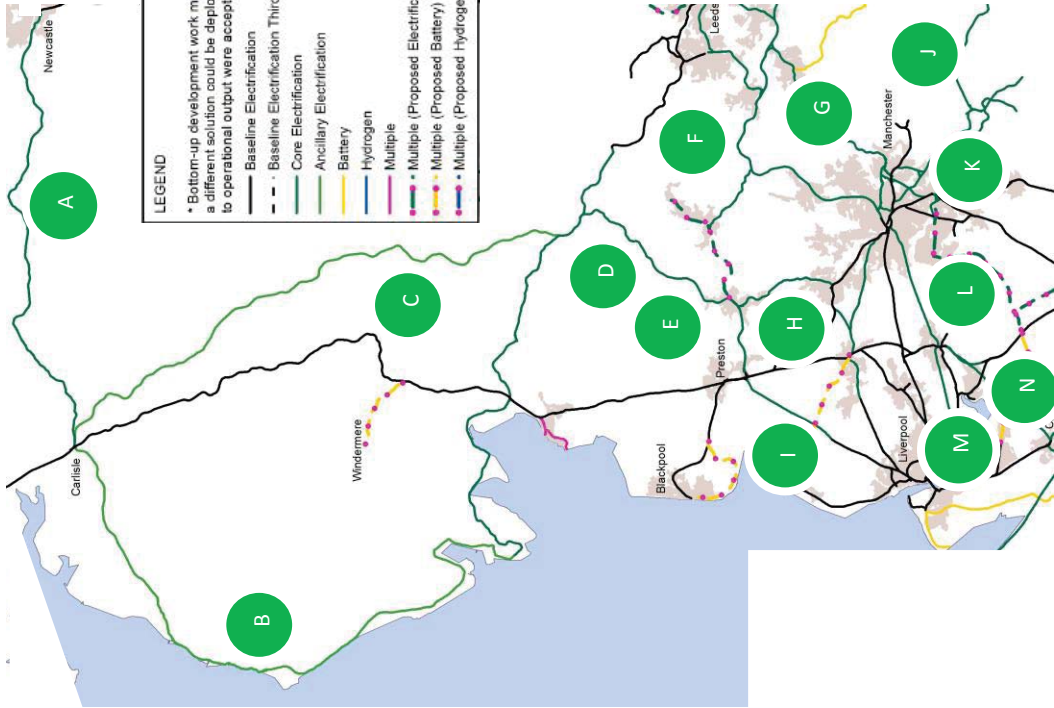 Newcastle
A
LEGEND
* Bottom-up development work m
a different solution could be deplo
to operational output were accept
Baseline Electrification
Baseline Electrification Third
Core Electrification
Ancillary Electrification
Battery
Hydrogen
Multiple
Multiple (Proposed Electrific
Multiple (Proposed Battery)
Multiple (Proposed Hydroge
Carlisle
B
C
Windermere
D
E
F
Leeds
G
H
Preston
Blackpool
I
J
Manchester
K
L
Liverpool
M
N